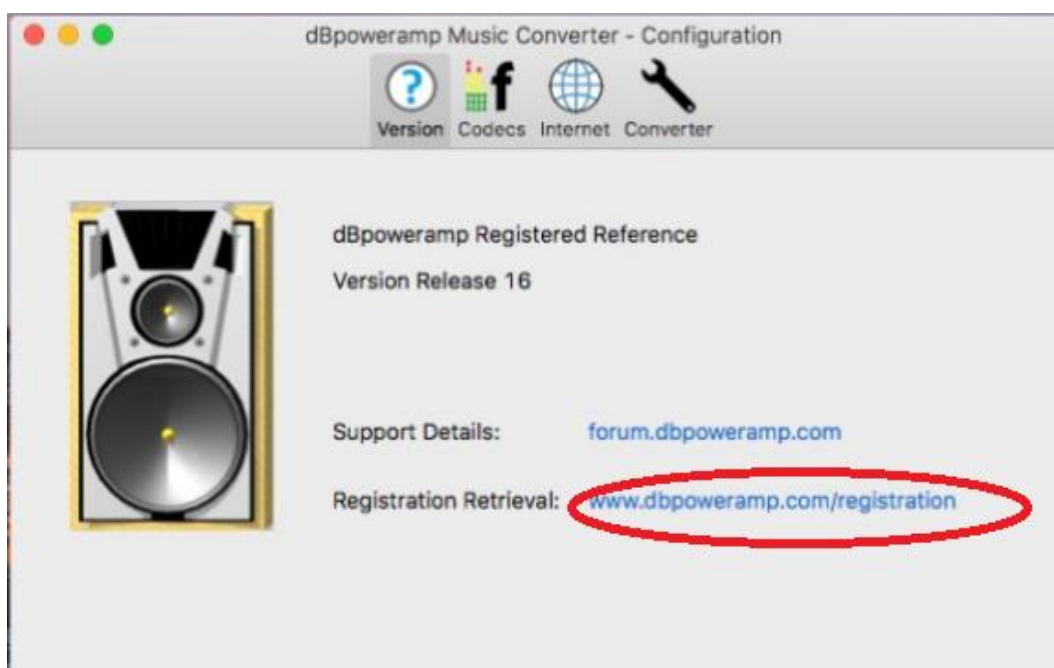 dBpoweramp Music Converter - Configuration
Version Codecs Internet Converter
dBpoweramp Registered Reference
Version Release 16
Support Details: forum.dbpoweramp.com
Registration Retrieval: www.dbpoweramp.com/registration